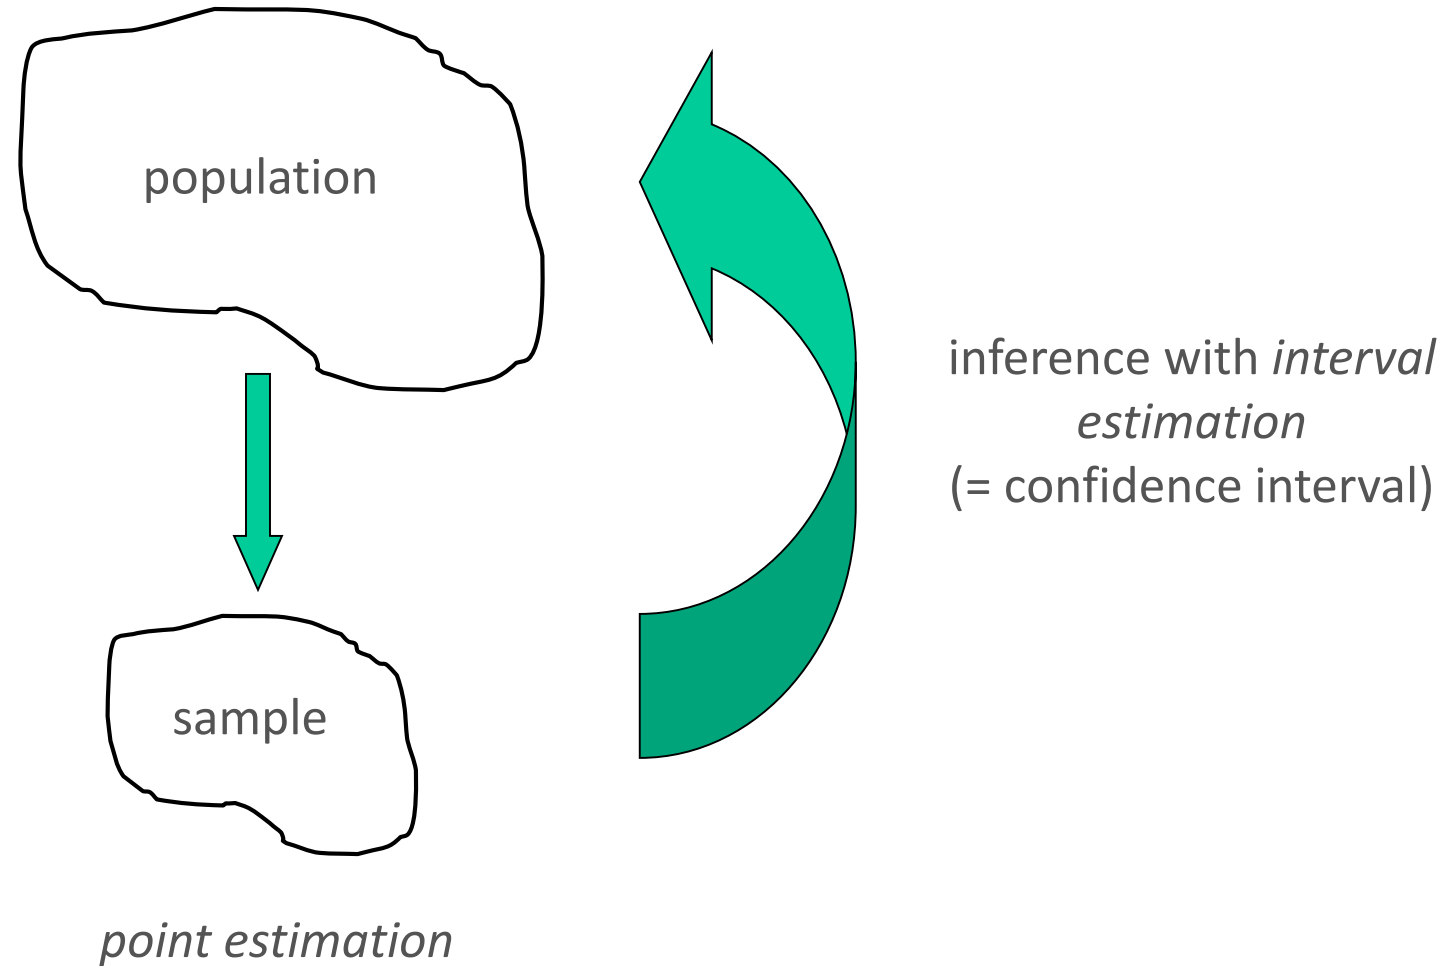 population
inference with interval
estimation
(= confidence interval)
sample
point estimation